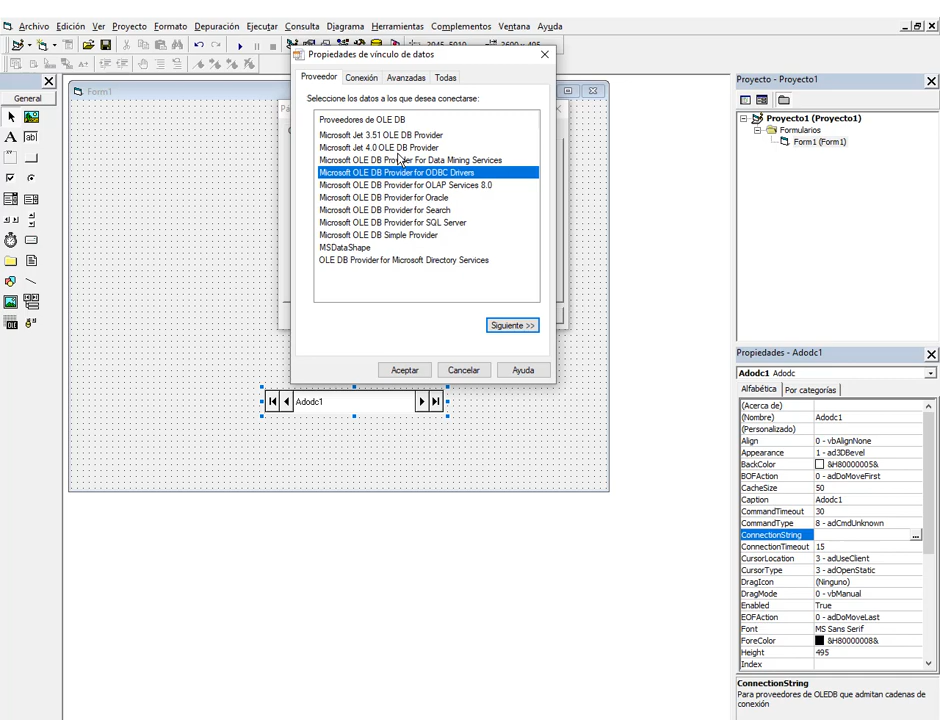 Archivo Edición Ver Proyecto Formato Depuración Ejecutar Consulta Diagrama Herramientas Complementos Ventana Ayuda
General
Form1
Propiedades de vínculo de datos
Proveedor Conexión Avanzadas Todas
Seleccione los datos a los que desea conectarse:
Proveedores de OLE DB
Microsoft Jet 3.51 OLE DB Provider
Microsoft Jet 4.0 OLE DB Provider
Microsoft OLE DB Provider For Data Mining Services
Microsoft OLE DB Provider for ODBC Drivers
Microsoft OLE DB Provider for OLAP Services 8.0
Microsoft OLE DB Provider for Oracle
Microsoft OLE DB Provider for Search
Microsoft OLE DB Provider for SQL Server
Microsoft OLE DB Simple Provider
MSDataShape
OLE DB Provider for Microsoft Directory Services
Siguiente >>
Aceptar Cancelar Ayuda
Adodc1
Proyecto - Proyecto1
Proyecto1 (Proyecto1)
Formularios
Form1 (Form1)
Propiedades - Adodc1
Adodc1 Adodc
Alfabética Por categorías
(Acerca de)
(Nombre) Adodc1
(Personalizado)
Align 0 - vbAlignNone
Appearance 1 - ad3DBevel
BackColor &H80000005&
BOFAction 0 - adDoMoveFirst
CacheSize 50
Caption Adodc1
CommandTimeout 30
CommandType 8 - adCmdUnknown
ConnectionString ...
ConnectionTimeout 15
CursorLocation 3 - adUseClient
CursorType 3 - adOpenStatic
DragIcon (Ninguno)
DragMode 0 - vbManual
Enabled True
EOFAction 0 - adDoMoveLast
Font MS Sans Serif
ForeColor &H80000008&
Height 495
Index
ConnectionString
Para proveedores de OLEDB que admitan cadenas de
conexión